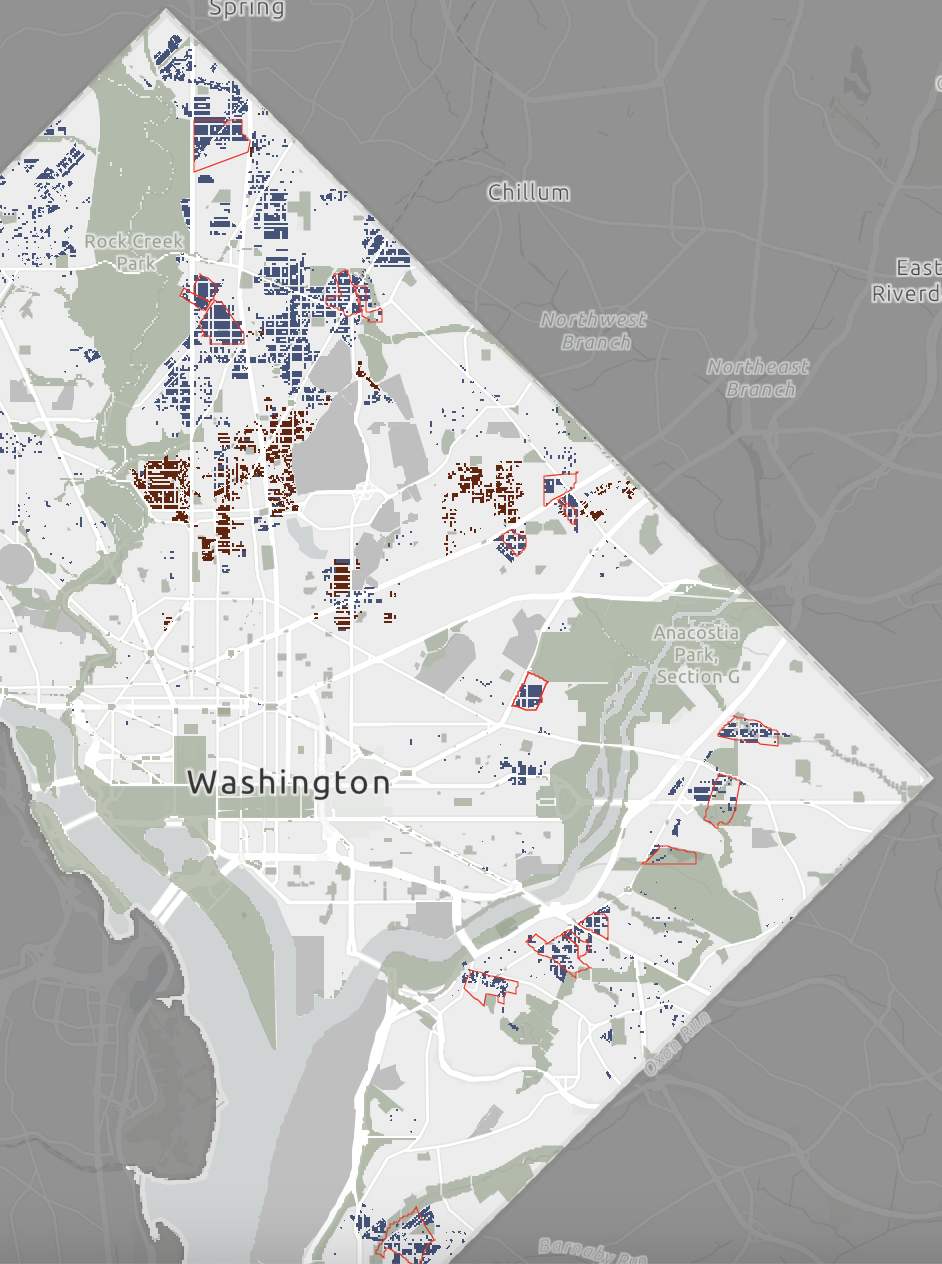 Spring
Chillum
Rock Creek
Park
East
Riverd
Northwest
Branch
Northeast
Branch
Anacostia
Park,
Section G
Washington
Oxon Run
Barnaby Run